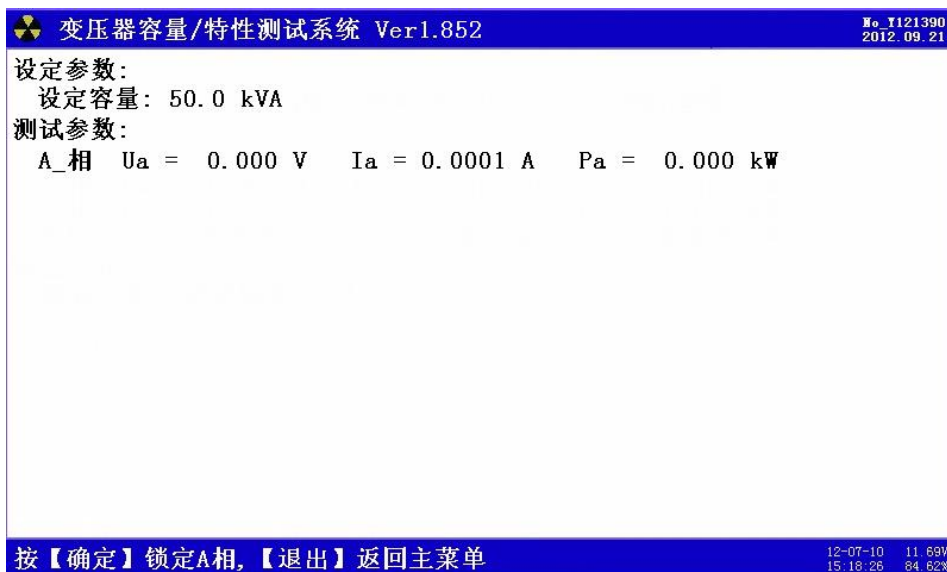 变压器容量/特性测试系统 Ver1.852
No_Y121390
2012.09.21
设定参数:
设定容量: 50.0 kVA
测试参数:
A_相 Ua = 0.000 V Ia = 0.0001 A Pa = 0.000 kW
按【确定】锁定A相,【退出】返回主菜单
12-07-10 11.69V
15:18:26 84.62%